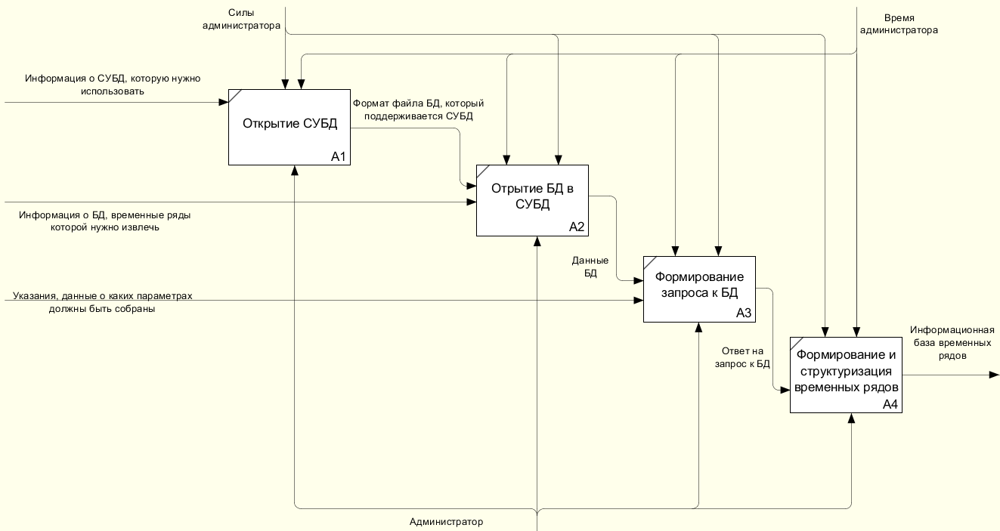 Силы
администратора
Время
администратора
Информация о СУБД, которую нужно
использовать
Открытие СУБД
A1
Формат файла БД, который
поддерживается СУБД
Отрытие БД в
СУБД
A2
Информация о БД, временные ряды
которой нужно извлечь
Данные
БД
Формирование
запроса к БД
A3
Указания, данные о каких параметрах
должны быть собраны
Ответ на
запрос к БД
Формирование и
структуризация
временных рядов
A4
Информационная
база временных
рядов
Администратор